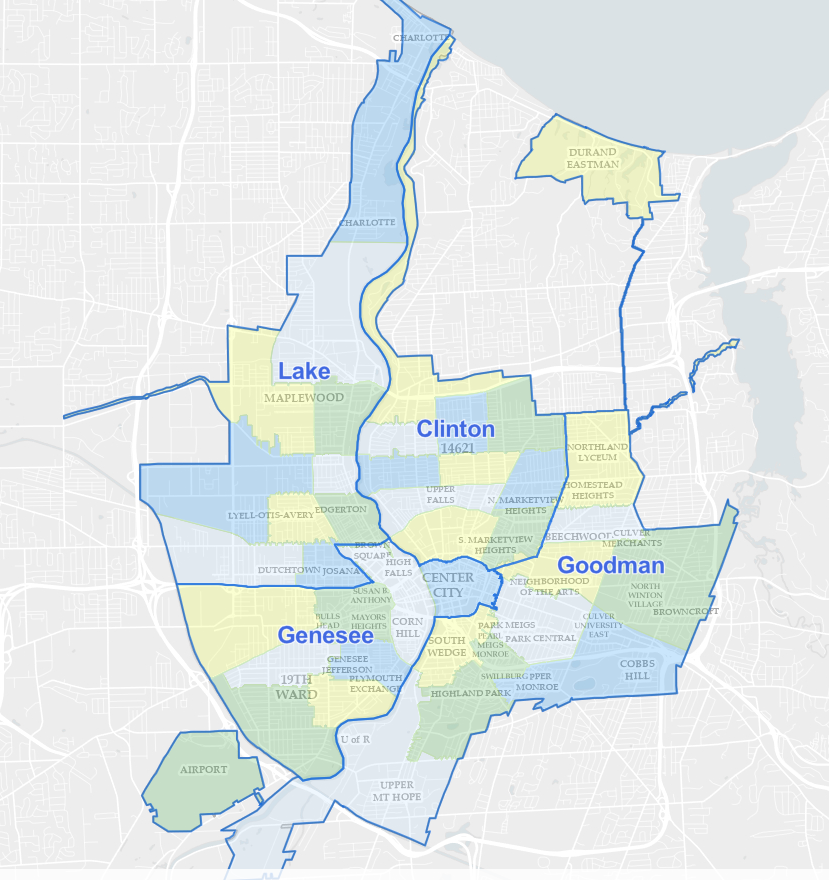 CHARLOTTE
DURAND
EASTMAN
CHARLOTTE
Lake
MAPLEWOOD
Clinton
14621
NORTHLAND
LYCEUM
UPPER
FALLS
N. MARKETVIEW
HEIGHTS
HOMESTEAD
HEIGHTS
LYELL-OTIS-AVERY
EDGERTON
BROWN
SQUARE
S. MARKETVIEW
HEIGHTS
BEECHWOOD
CULVER
MERCHANTS
DUTCHTOWN
JOSANA
HIGH
FALLS
CENTER
CITY
Goodman
NEIGHBORHOOD
OF THE ARTS
NORTH
WINTON
VILLAGE
BROWNCROFT
SUSAN B.
ANTHONY
BULLS
HEAD
MAYORS
HEIGHTS
CORN
HILL
Genesee
PARK MEIGS
CULVER
UNIVERSITY
EAST
SOUTH
WEDGE
PEARL
MEIGS
MONROE
PARK CENTRAL
GENESEE
JEFFERSON
COBBS
HILL
19TH
WARD
PLYMOUTH
EXCHANGE
SWILLBURG
PPER
MONROE
HIGHLAND PARK
U of R
AIRPORT
UPPER
MT HOPE